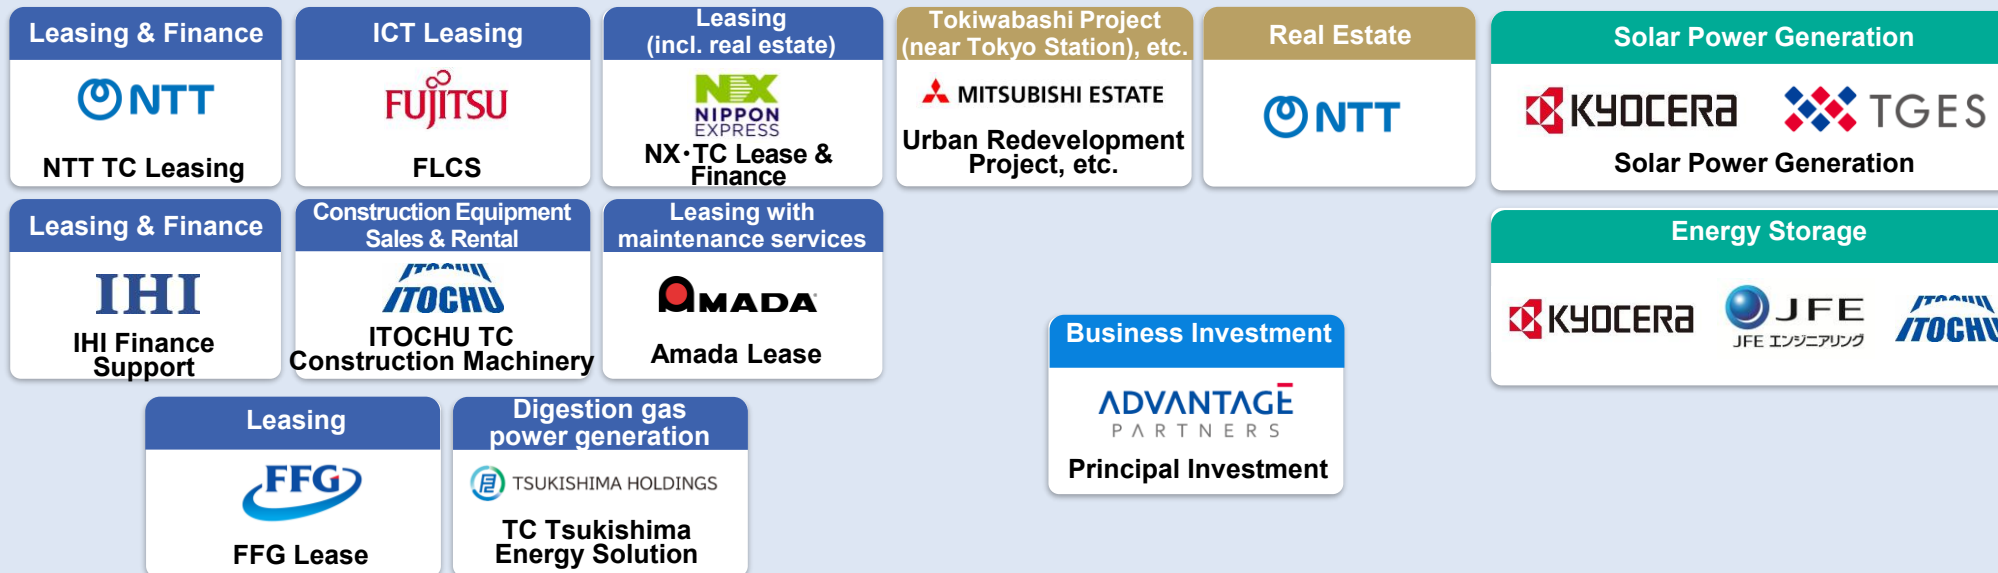 Leasing & Finance
NTT
NTT TC Leasing
ICT Leasing
FUJITSU
FLCS
Leasing
(incl. real estate)
NX
NIPPON
EXPRESS
NX・TC Lease &
Finance
Tokiwabashi Project
(near Tokyo Station), etc.
MITSUBISHI ESTATE
Urban Redevelopment
Project, etc.
Real Estate
NTT
Solar Power Generation
KYOCERA
TGES
Solar Power Generation
Leasing & Finance
IHI
IHI Finance
Support
Construction Equipment
Sales & Rental
ITOCHU
ITOCHU
ITOCHU TC
Construction Machinery
Leasing with
maintenance services
AMADA
Amada Lease
Energy Storage
KYOCERA
JFE
JFE エンジニアリング
ITOCHU
ITOCHU
Business Investment
ADVANTAGE
PARTNERS
Principal Investment
Leasing
FFG
FFG Lease
Digestion gas
power generation
TSUKISHIMA HOLDINGS
TC Tsukishima
Energy Solution